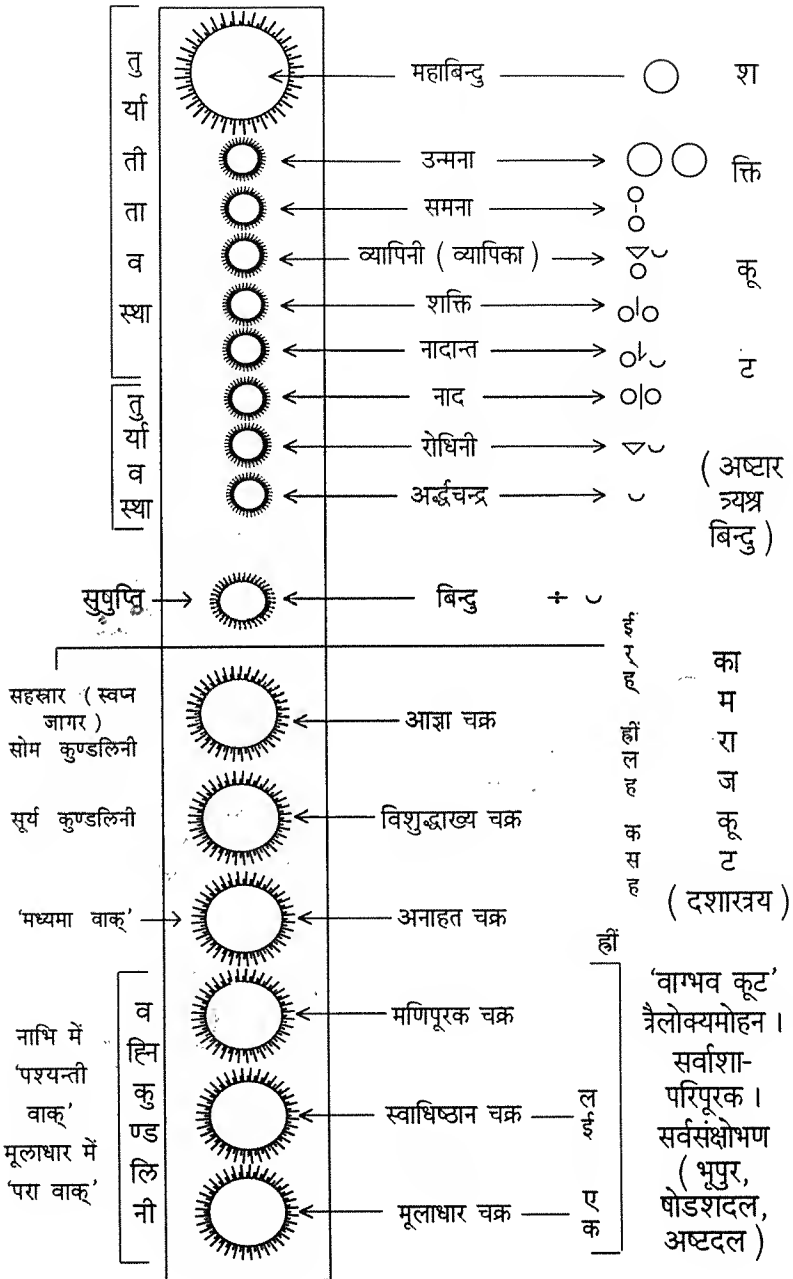 तुर्यातीतावस्था
महाबिन्दु
उन्मना
समना
व्यापिनी ( व्यापिका )
शक्ति
नादान्त
तुर्यावस्था
नाद
रोधिनी
अर्द्धचन्द्र
शक्ति कूट
( अष्टार
त्र्यश्र
बिन्दु )
सुषुप्ति
बिन्दु
सहस्रार ( स्वप्न
जागर )
सोम कुण्डलिनी
आज्ञा चक्र
सूर्य कुण्डलिनी
विशुद्धाख्य चक्र
'मध्यमा वाक्'
अनाहत चक्र
ह्रीं
ल
ह
क
स
ह
कामराज कूट
( दशारत्रय )
वह्निकुण्डलिनी
नाभि में
'पश्यन्ती
वाक्'
मूलाधार में
'परा वाक्'
मणिपूरक चक्र
स्वाधिष्ठान चक्र
मूलाधार चक्र
ह्रीं
ल
ई
ए
क
'वाग्भव कूट'
त्रैलोक्यमोहन ।
सर्वाशा-
परिपूरक ।
सर्वसंक्षोभण
( भूपुर,
षोडशदल,
अष्टदल )